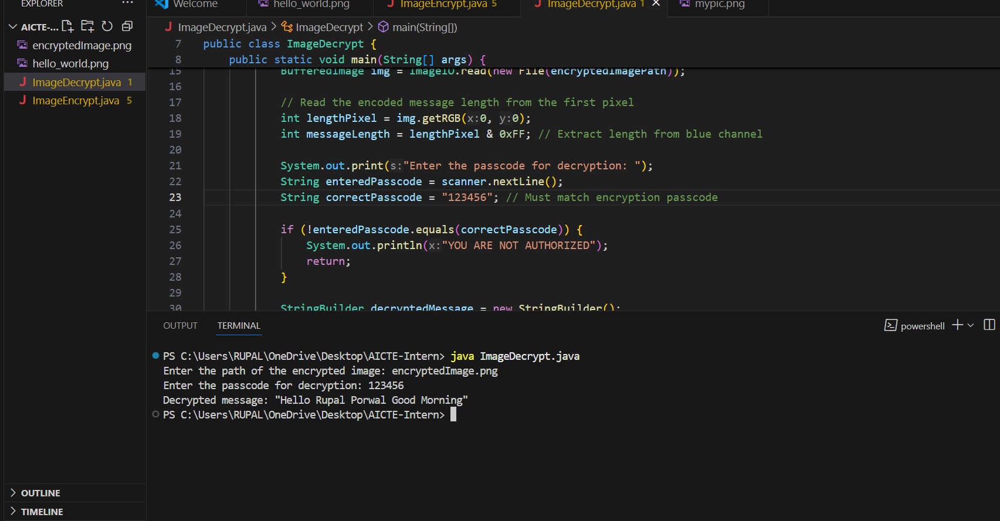 EXPLORER ...
Welcome
hello_world.png
ImageEncrypt.java 5
ImageDecrypt.java 1
mypic.png
AICTE-...
encryptedImage.png
hello_world.png
ImageDecrypt.java 1
ImageEncrypt.java 5
OUTLINE
TIMELINE
ImageDecrypt.java > ImageDecrypt > main(String[])
7 public class ImageDecrypt {
8 public static void main(String[] args) {
15 BufferedImage img = ImageIO.read(new File(encryptedImagePath));
16
17 // Read the encoded message length from the first pixel
18 int lengthPixel = img.getRGB(x:0, y:0);
19 int messageLength = lengthPixel & 0xFF; // Extract length from blue channel
20
21 System.out.print(s:"Enter the passcode for decryption: ");
22 String enteredPasscode = scanner.nextLine();
23 String correctPasscode = "123456"; // Must match encryption passcode
24
25 if (!enteredPasscode.equals(correctPasscode)) {
26 System.out.println(x:"YOU ARE NOT AUTHORIZED");
27 return;
28 }
29
30 StringBuilder decryptedMessage = new StringBuilder();
OUTPUT TERMINAL
powershell
PS C:\Users\RUPAL\OneDrive\Desktop\AICTE-Intern> java ImageDecrypt.java
Enter the path of the encrypted image: encryptedImage.png
Enter the passcode for decryption: 123456
Decrypted message: "Hello Rupal Porwal Good Morning"
PS C:\Users\RUPAL\OneDrive\Desktop\AICTE-Intern>